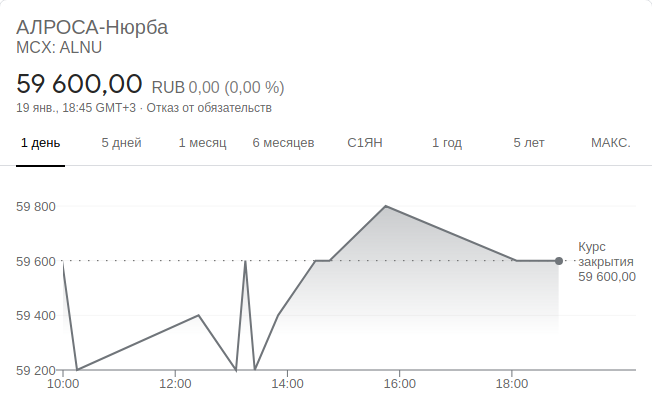 АЛРОСА-Нюрба
MCX: ALNU
59 600,00 RUB 0,00 (0,00 %)
19 янв., 18:45 GMT+3 · Отказ от обязательств
1 день 5 дней 1 месяц 6 месяцев С1ЯН 1 год 5 лет МАКС.
59 800
59 600
59 400
59 200
Курс
закрытия
59 600,00
10:00 12:00 14:00 16:00 18:00